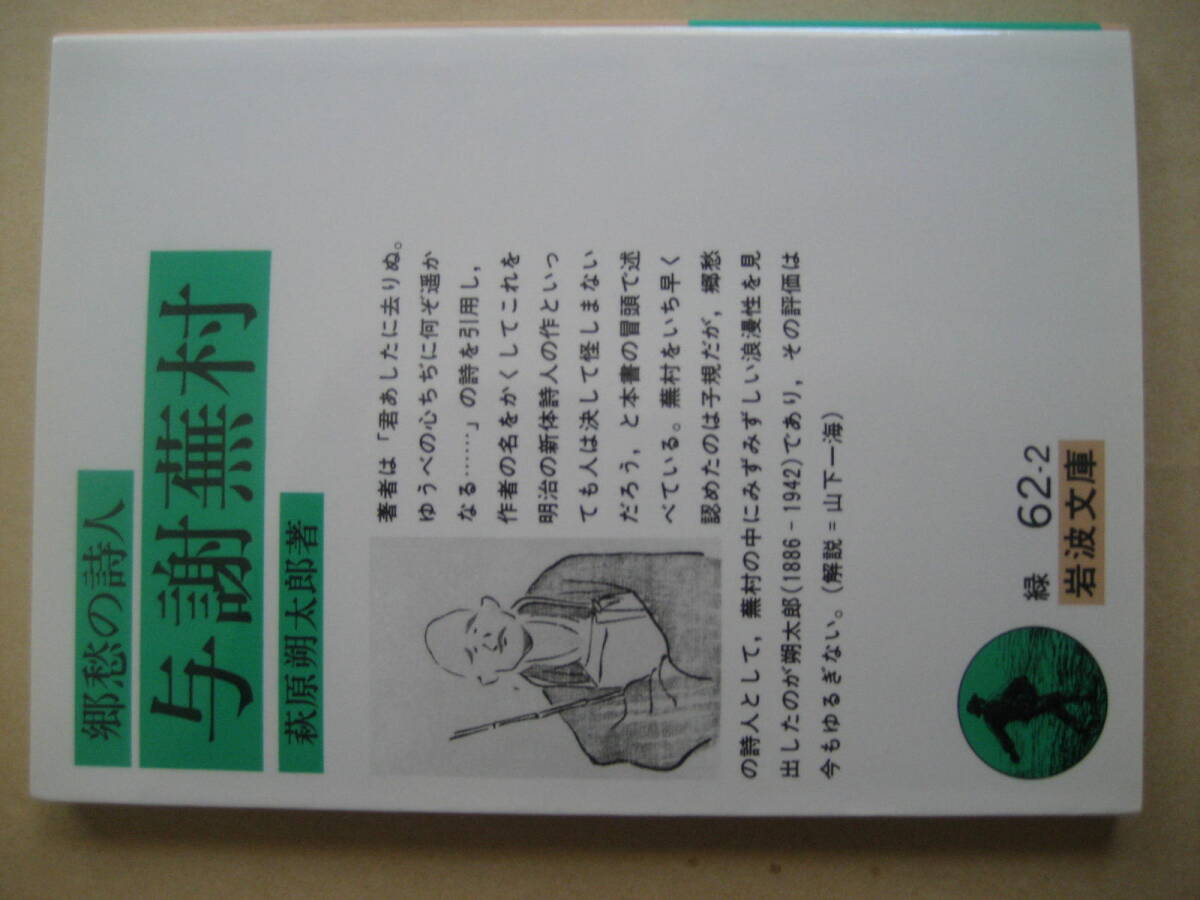 郷愁の詩人
与謝蕪村
萩原朔太郎著
著者は「君あしたに去りぬ。
ゆうべの心ちぢに何ぞ遥か
なる……」の詩を引用し，
作者の名をかくしてこれを
明治の新体詩人の作といっ
ても人は決して怪しまない
だろう，と本書の冒頭で述
べている。蕪村をいち早く
認めたのは子規だが，郷愁
の詩人として，蕪村の中にみずみずしい浪漫性を見
出したのが朔太郎(1886－1942)であり，その評価は
今もゆるぎない。(解説＝山下一海)
緑 62-2
岩波文庫